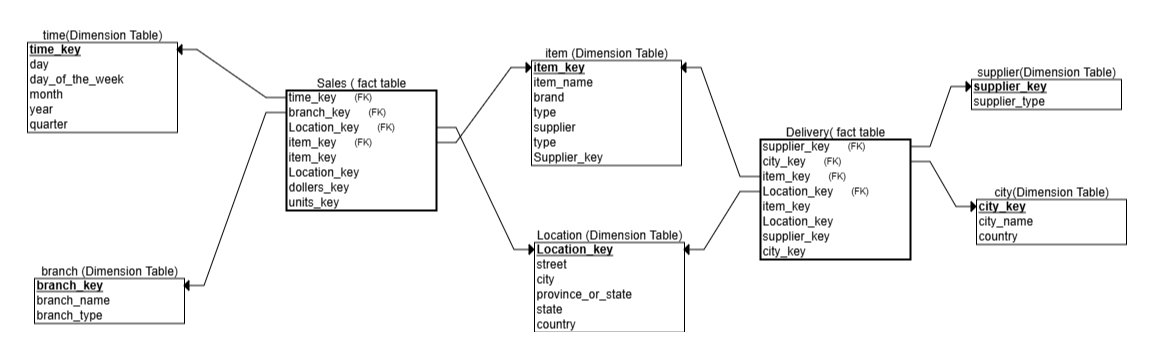 time(Dimension Table)
time_key
day
day_of_the_week
month
year
quarter
branch (Dimension Table)
branch_key
branch_name
branch_type
Sales ( fact table
time_key (FK)
branch_key (FK)
Location_key (FK)
item_key (FK)
item_key
Location_key
dollers_key
units_key
item (Dimension Table)
item_key
item_name
brand
type
supplier
type
Supplier_key
Location (Dimension Table)
Location_key
street
city
province_or_state
state
country
Delivery( fact table
supplier_key (FK)
city_key (FK)
item_key (FK)
Location_key (FK)
item_key
Location_key
supplier_key
city_key
supplier(Dimension Table)
supplier_key
supplier_type
city(Dimension Table)
city_key
city_name
country